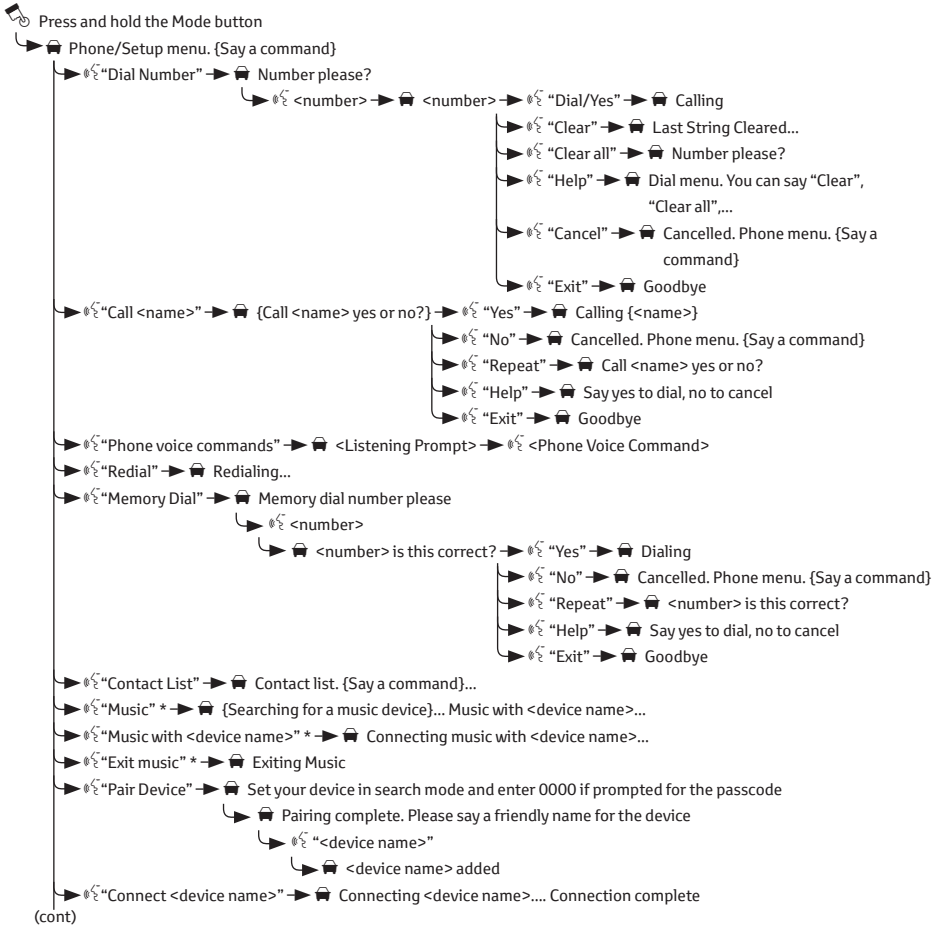 Press and hold the Mode button
Phone/Setup menu. {Say a command}
“Dial Number” Number please?
<number> <number> “Dial/Yes” Calling
“Clear” Last String Cleared...
“Clear all” Number please?
“Help” Dial menu. You can say “Clear”,
“Clear all”,...
“Cancel” Cancelled. Phone menu. {Say a
command}
“Exit” Goodbye
“Call <name>” {Call <name> yes or no?} “Yes” Calling {<name>}
“No” Cancelled. Phone menu. {Say a command}
“Repeat” Call <name> yes or no?
“Help” Say yes to dial, no to cancel
“Exit” Goodbye
“Phone voice commands” <Listening Prompt> <Phone Voice Command>
“Redial” Redialing...
“Memory Dial” Memory dial number please
<number>
<number> is this correct? “Yes” Dialing
“No” Cancelled. Phone menu. {Say a command}
“Repeat” <number> is this correct?
“Help” Say yes to dial, no to cancel
“Exit” Goodbye
“Contact List” Contact list. {Say a command}...
“Music” * {Searching for a music device}... Music with <device name>...
“Music with <device name>” * Connecting music with <device name>...
“Exit music” * Exiting Music
“Pair Device” Set your device in search mode and enter 0000 if prompted for the passcode
Pairing complete. Please say a friendly name for the device
“<device name>”
<device name> added
“Connect <device name>” Connecting <device name>.... Connection complete
(cont)